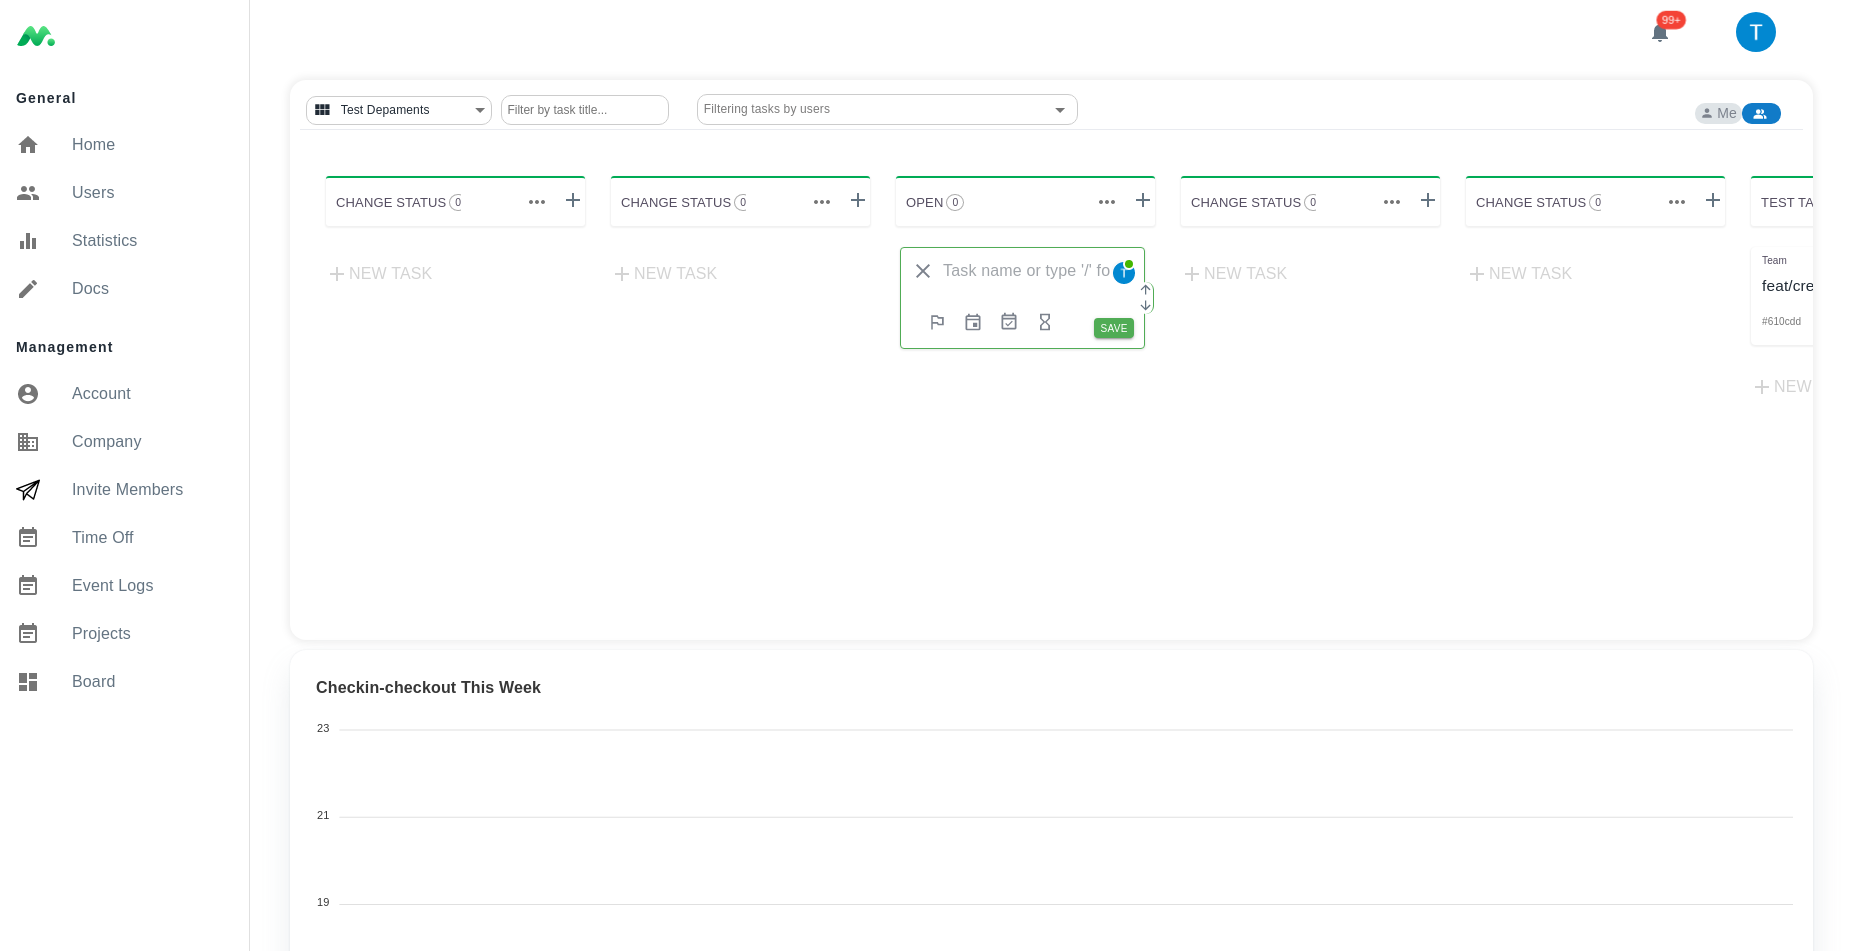 99+
T
General
Home
Users
Statistics
Docs
Management
Account
Company
Invite Members
Time Off
Event Logs
Projects
Board
Test Depaments
Filter by task title...
Filtering tasks by users
Me
CHANGE STATUS 0
CHANGE STATUS 0
OPEN 0
CHANGE STATUS 0
CHANGE STATUS 0
TEST TA
NEW TASK
NEW TASK
Task name or type '/' fo
T
SAVE
NEW TASK
NEW TASK
Team
feat/cre
#610cdd
NEW
Checkin-checkout This Week
23
21
19